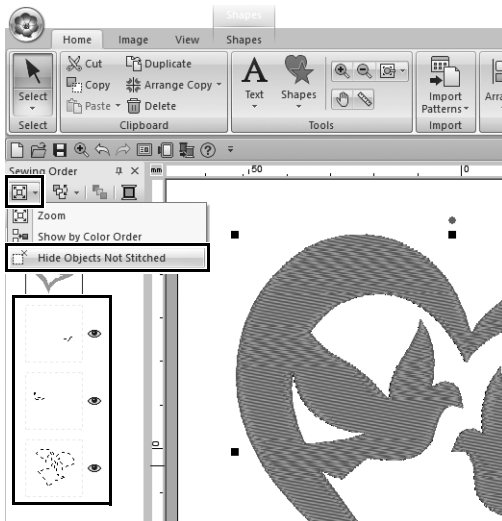 Shapes
Home Image View Shapes
Select
Cut
Copy
Paste
Duplicate
Arrange Copy
Delete
Text
Shapes
Import
Patterns
Select Clipboard Tools Import
Sewing Order
mm 50 0
Zoom
Show by Color Order
Hide Objects Not Stitched
0